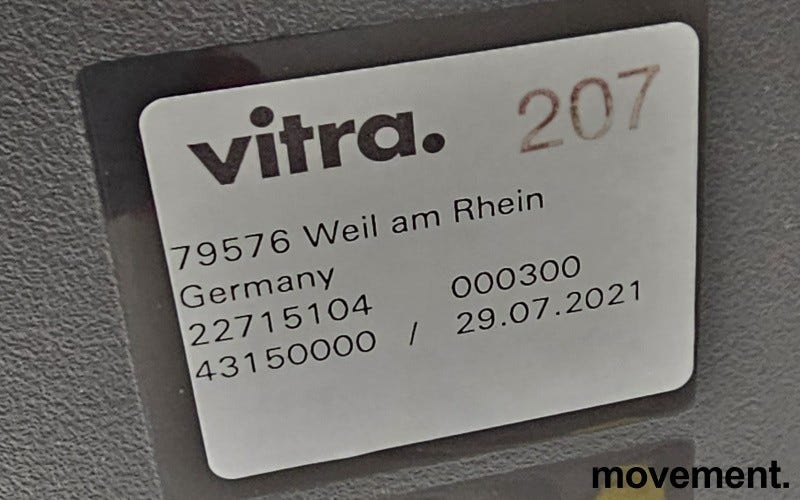 vitra. 207
79576 Weil am Rhein
Germany
22715104 000300
43150000 / 29.07.2021
movement.